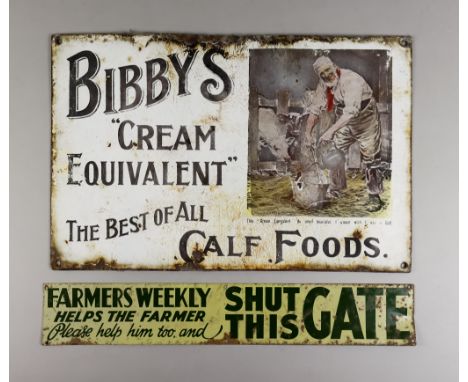 BIBBY'S
"CREAM
EQUIVALENT"
THE BEST OF ALL
CALF FOODS.
FARMERS WEEKLY
HELPS THE FARMER
Please help him too, and
SHUT
THIS
GATE